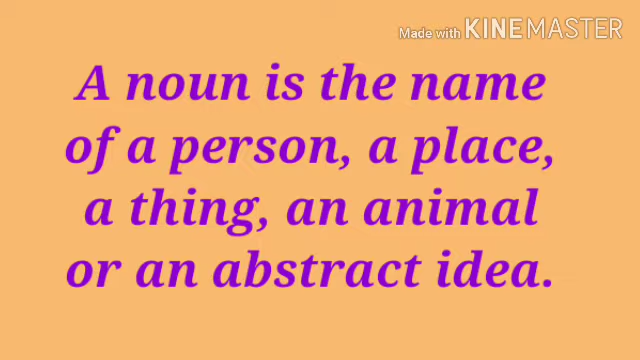 Made with KINEMASTER
A noun is the name
of a person, a place,
a thing, an animal
or an abstract idea.